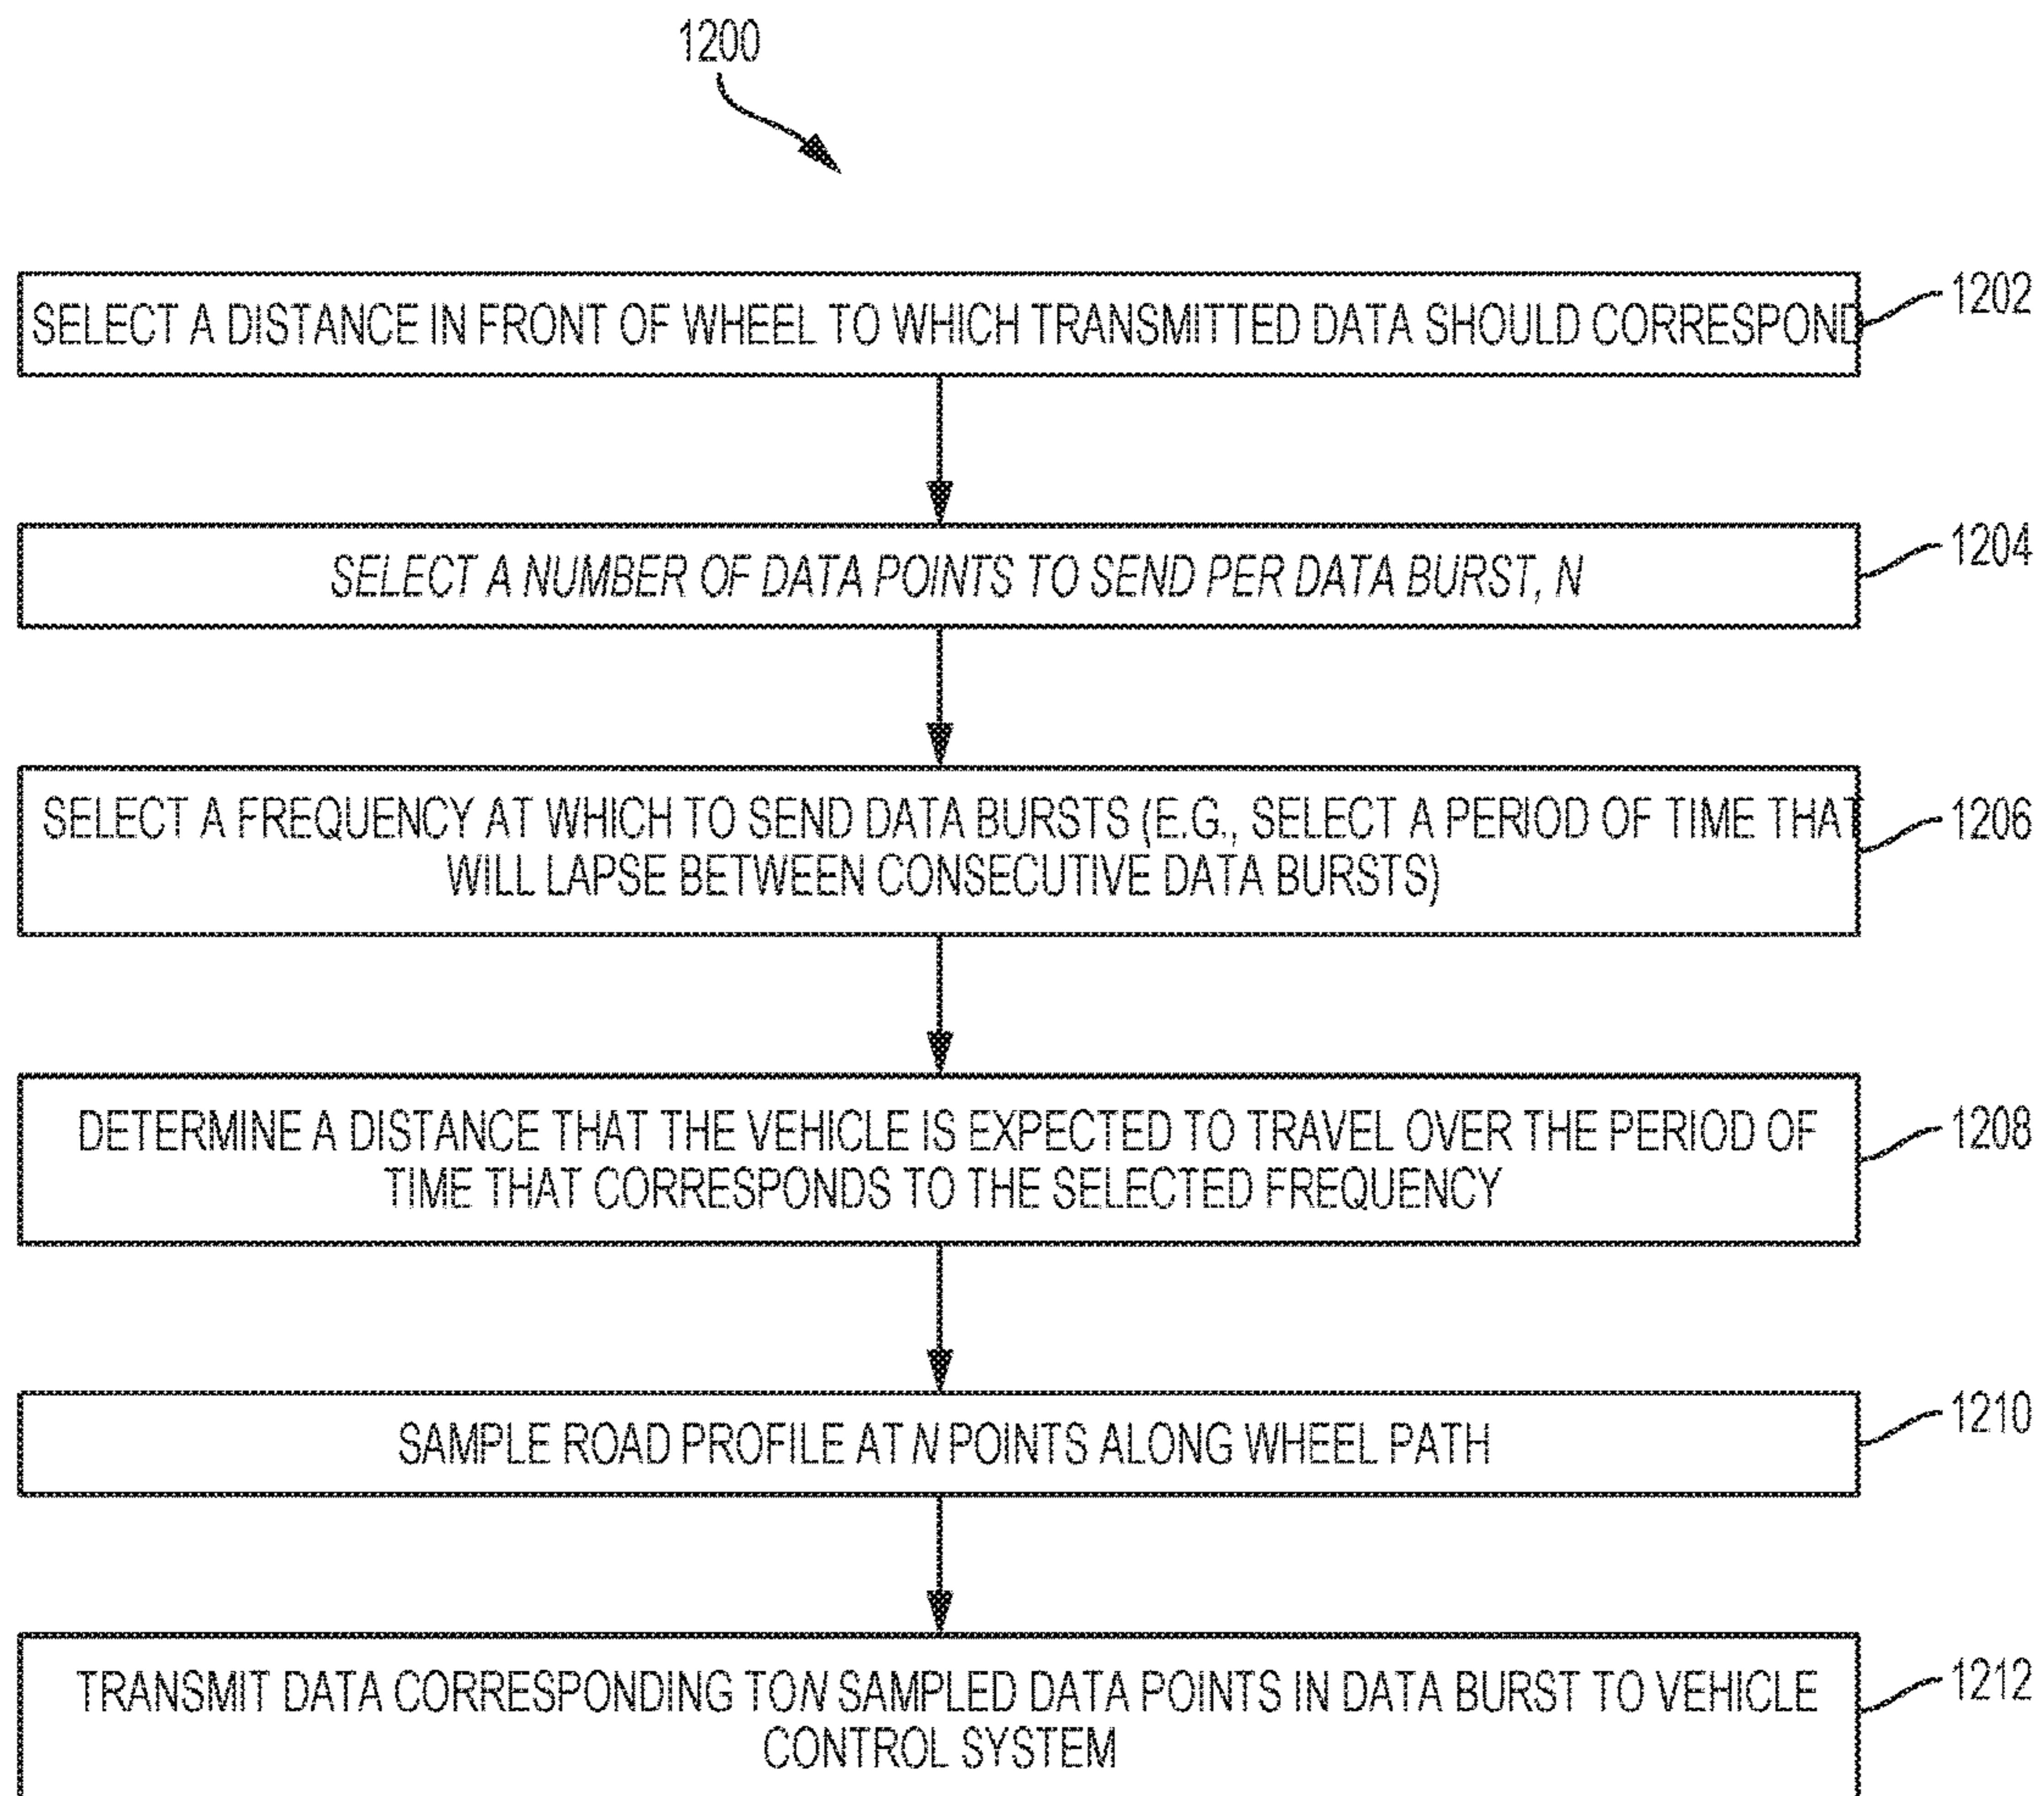 1200
SELECT A DISTANCE IN FRONT OF WHEEL TO WHICH TRANSMITTED DATA SHOULD CORRESPOND
1202
SELECT A NUMBER OF DATA POINTS TO SEND PER DATA BURST, N
1204
SELECT A FREQUENCY AT WHICH TO SEND DATA BURSTS (E.G., SELECT A PERIOD OF TIME THAT
WILL LAPSE BETWEEN CONSECUTIVE DATA BURSTS)
1206
DETERMINE A DISTANCE THAT THE VEHICLE IS EXPECTED TO TRAVEL OVER THE PERIOD OF
TIME THAT CORRESPONDS TO THE SELECTED FREQUENCY
1208
SAMPLE ROAD PROFILE AT N POINTS ALONG WHEEL PATH
1210
TRANSMIT DATA CORRESPONDING TO N SAMPLED DATA POINTS IN DATA BURST TO VEHICLE
CONTROL SYSTEM
1212